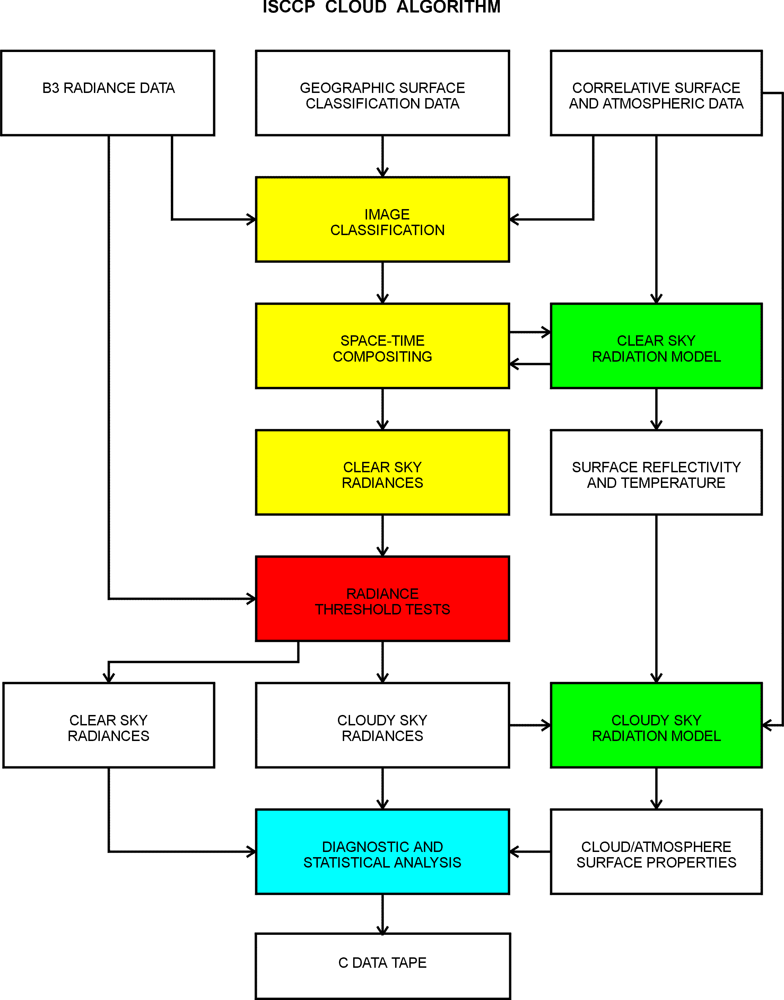 ISCCP CLOUD ALGORITHM
B3 RADIANCE DATA
GEOGRAPHIC SURFACE
CLASSIFICATION DATA
CORRELATIVE SURFACE
AND ATMOSPHERIC DATA
IMAGE
CLASSIFICATION
SPACE-TIME
COMPOSITING
CLEAR SKY
RADIATION MODEL
CLEAR SKY
RADIANCES
SURFACE REFLECTIVITY
AND TEMPERATURE
RADIANCE
THRESHOLD TESTS
CLEAR SKY
RADIANCES
CLOUDY SKY
RADIANCES
CLOUDY SKY
RADIATION MODEL
DIAGNOSTIC AND
STATISTICAL ANALYSIS
CLOUD/ATMOSPHERE
SURFACE PROPERTIES
C DATA TAPE